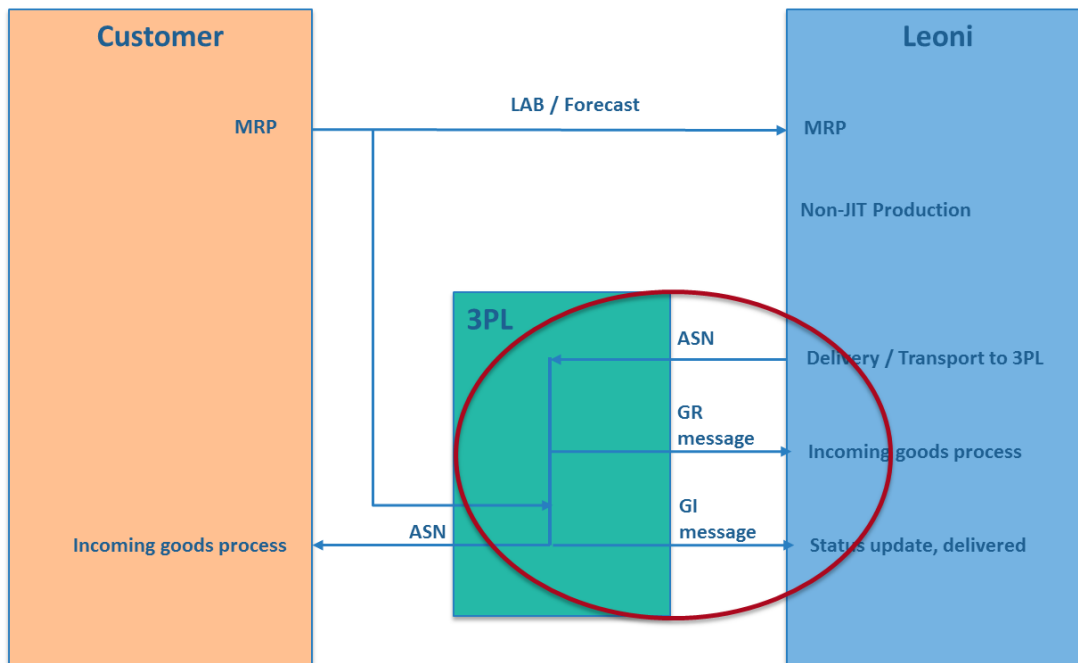 Customer
Leoni
LAB / Forecast
MRP
MRP
Non-JIT Production
3PL
ASN
Delivery / Transport to 3PL
GR
message
Incoming goods process
GI
message
ASN
Incoming goods process
Status update, delivered